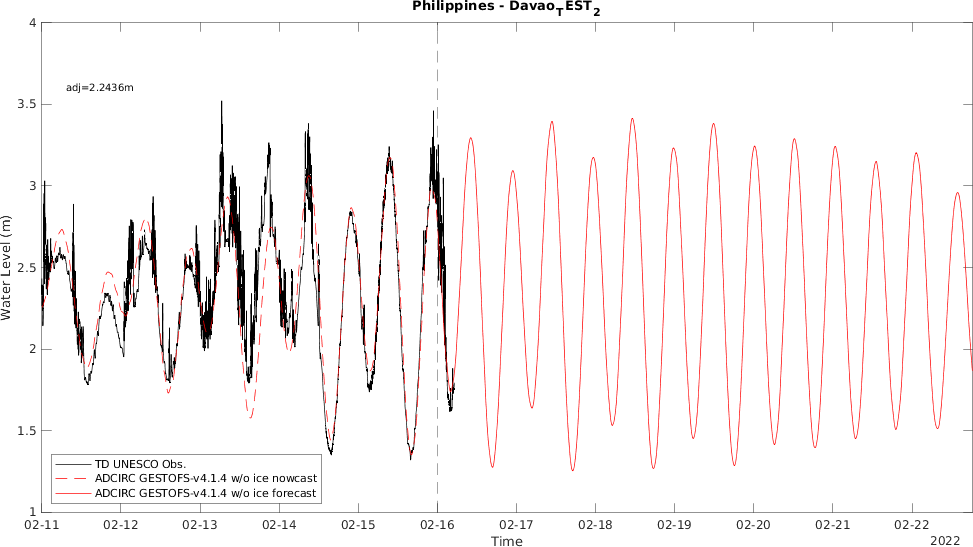 Philippines - Davao_TEST_2
4
3.5
3
2.5
2
1.5
1
Water Level (m)
adj=2.2436m
TD UNESCO Obs.
ADCIRC GESTOFS-v4.1.4 w/o ice nowcast
ADCIRC GESTOFS-v4.1.4 w/o ice forecast
02-11 02-12 02-13 02-14 02-15 02-16 02-17 02-18 02-19 02-20 02-21 02-22
Time
2022